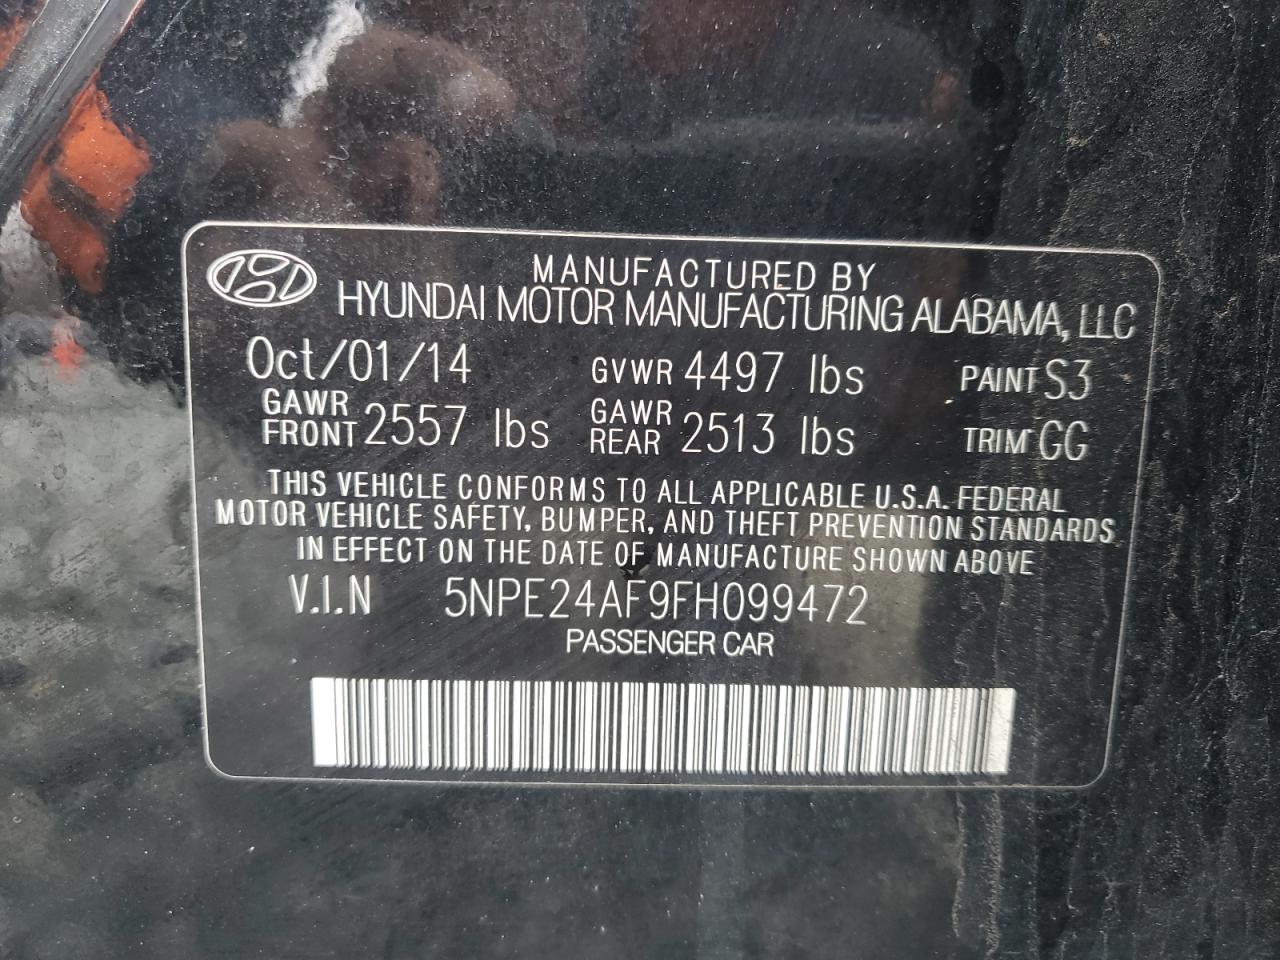 MANUFACTURED BY
HYUNDAI MOTOR MANUFACTURING ALABAMA, LLC
Oct/01/14 GVWR 4497 lbs PAINT S3
GAWR FRONT 2557 lbs GAWR REAR 2513 lbs TRIM GG
THIS VEHICLE CONFORMS TO ALL APPLICABLE U.S.A. FEDERAL
MOTOR VEHICLE SAFETY, BUMPER, AND THEFT PREVENTION STANDARDS
IN EFFECT ON THE DATE OF MANUFACTURE SHOWN ABOVE
V.I.N 5NPE24AF9FH099472
PASSENGER CAR